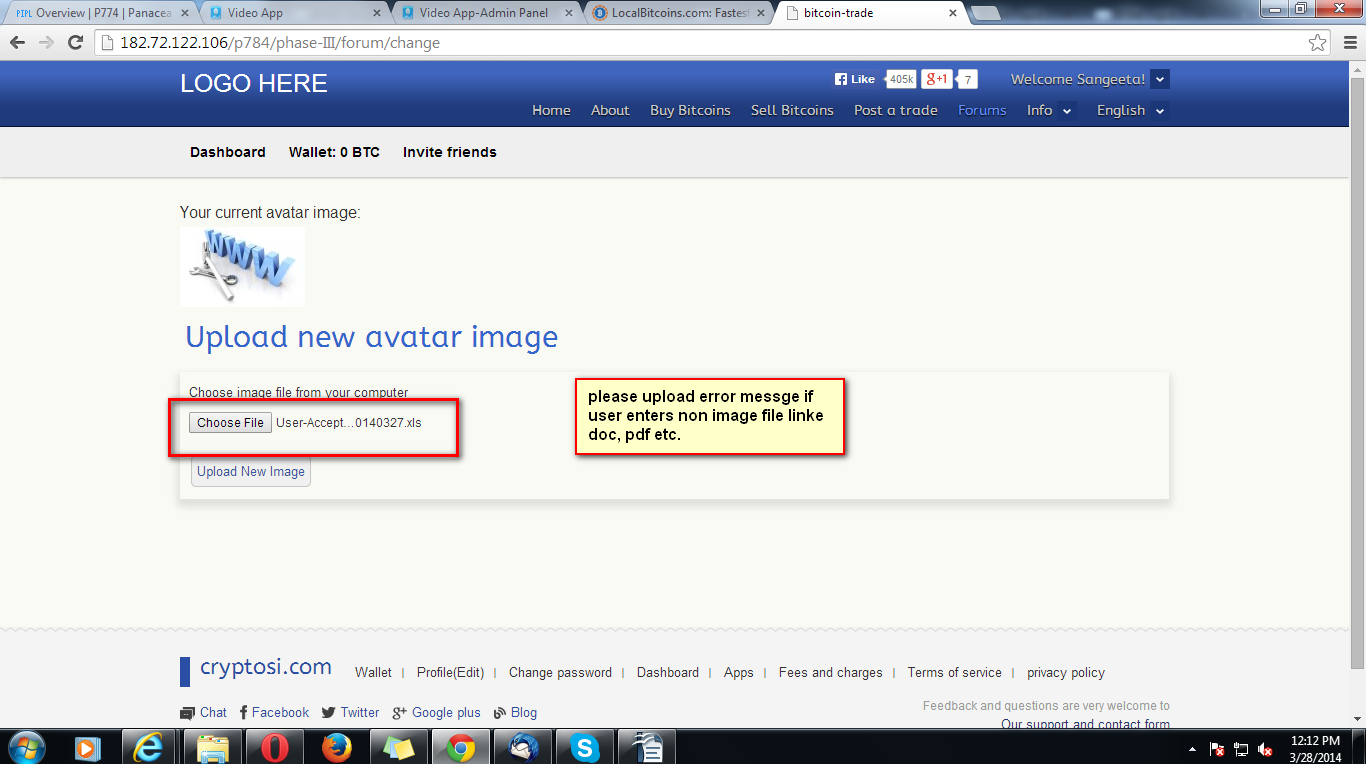 PIPL Overview | P774 | Panacea
Video App
Video App-Admin Panel
LocalBitcoins.com: Fastest
bitcoin-trade
182.72.122.106/p784/phase-III/forum/change
LOGO HERE
Like 405k g+1 7 Welcome Sangeeta!
Home About Buy Bitcoins Sell Bitcoins Post a trade Forums Info English
Dashboard Wallet: 0 BTC Invite friends
Your current avatar image:
WWW
Upload new avatar image
Choose image file from your computer
Choose File User-Accept...0140327.xls
Upload New Image
please upload error messge if
user enters non image file linke
doc, pdf etc.
cryptosi.com Wallet | Profile(Edit) | Change password | Dashboard | Apps | Fees and charges | Terms of service | privacy policy
Chat Facebook Twitter Google plus Blog
Feedback and questions are very welcome to
Our support and contact form
12:12 PM
3/28/2014